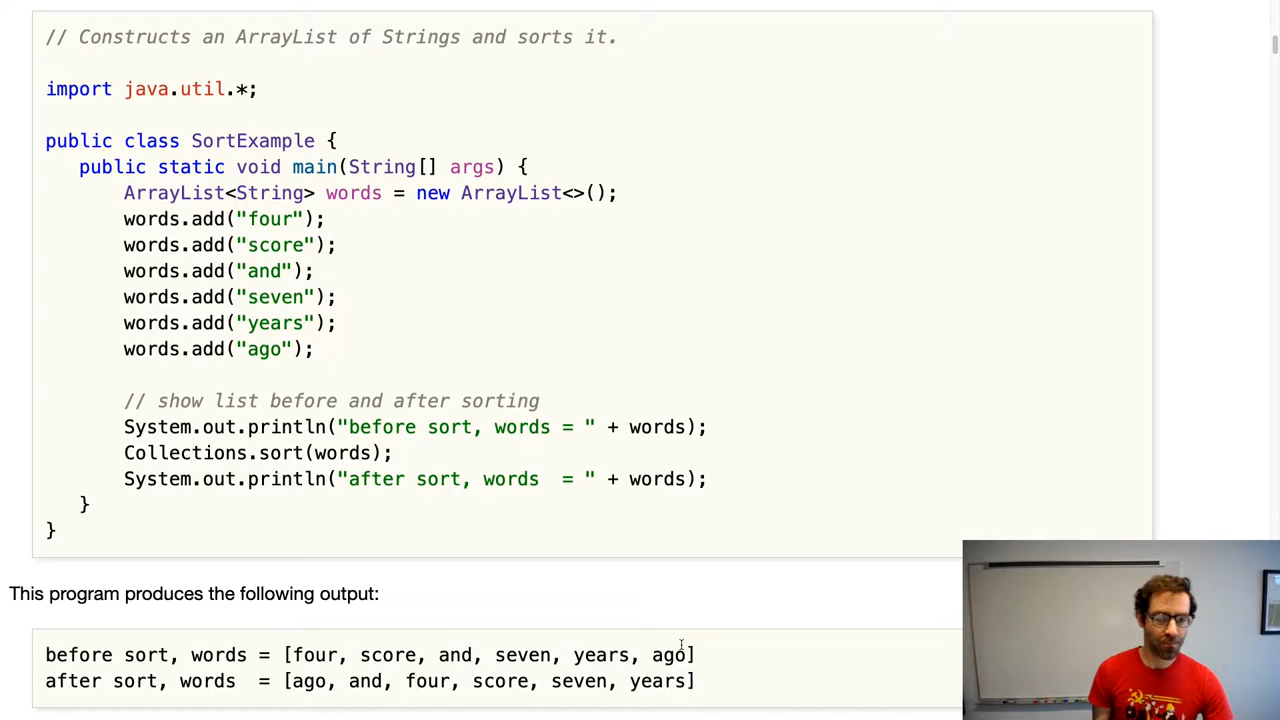 // Constructs an ArrayList of Strings and sorts it.
import java.util.*;
public class SortExample {
public static void main(String[] args) {
ArrayList<String> words = new ArrayList<>();
words.add("four");
words.add("score");
words.add("and");
words.add("seven");
words.add("years");
words.add("ago");
// show list before and after sorting
System.out.println("before sort, words = " + words);
Collections.sort(words);
System.out.println("after sort, words  = " + words);
}
}
This program produces the following output:
before sort, words = [four, score, and, seven, years, ago]
after sort, words  = [ago, and, four, score, seven, years]